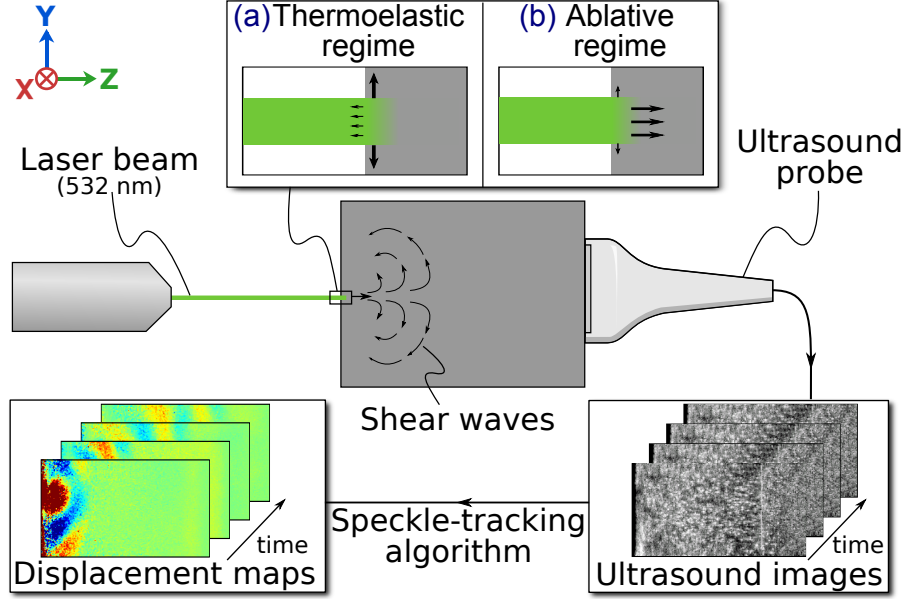 Y
X
Z
(a) Thermoelastic
regime
(b) Ablative
regime
Laser beam
(532 nm)
Ultrasound
probe
Shear waves
Speckle-tracking
algorithm
time
Displacement maps
time
Ultrasound images